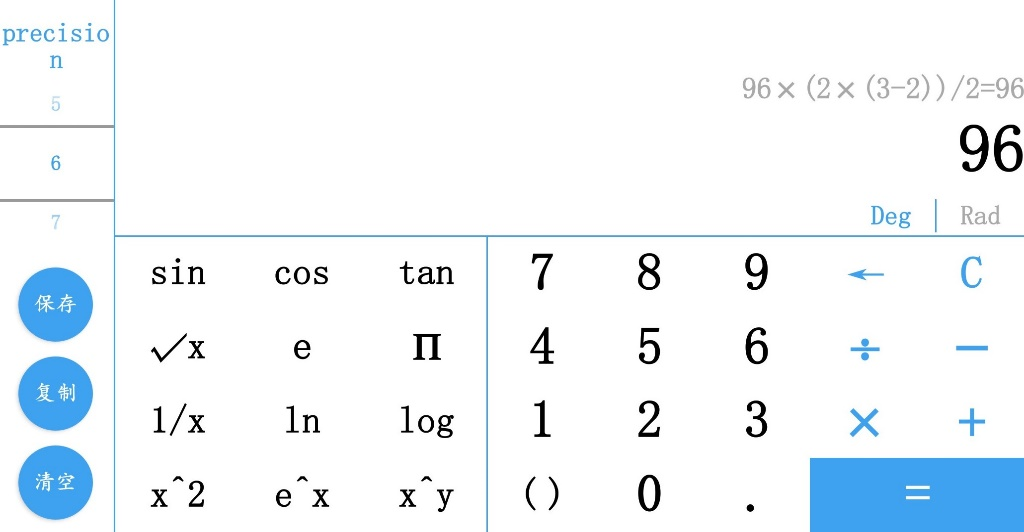 precisio
n
5
6
7
保存
复制
清空
96×(2×(3-2))/2=96
96
Deg
Rad
sin cos tan 7 8 9 ← C
√x e Π 4 5 6 ÷ −
1/x ln log 1 2 3 × +
x^2 e^x x^y () 0 . =